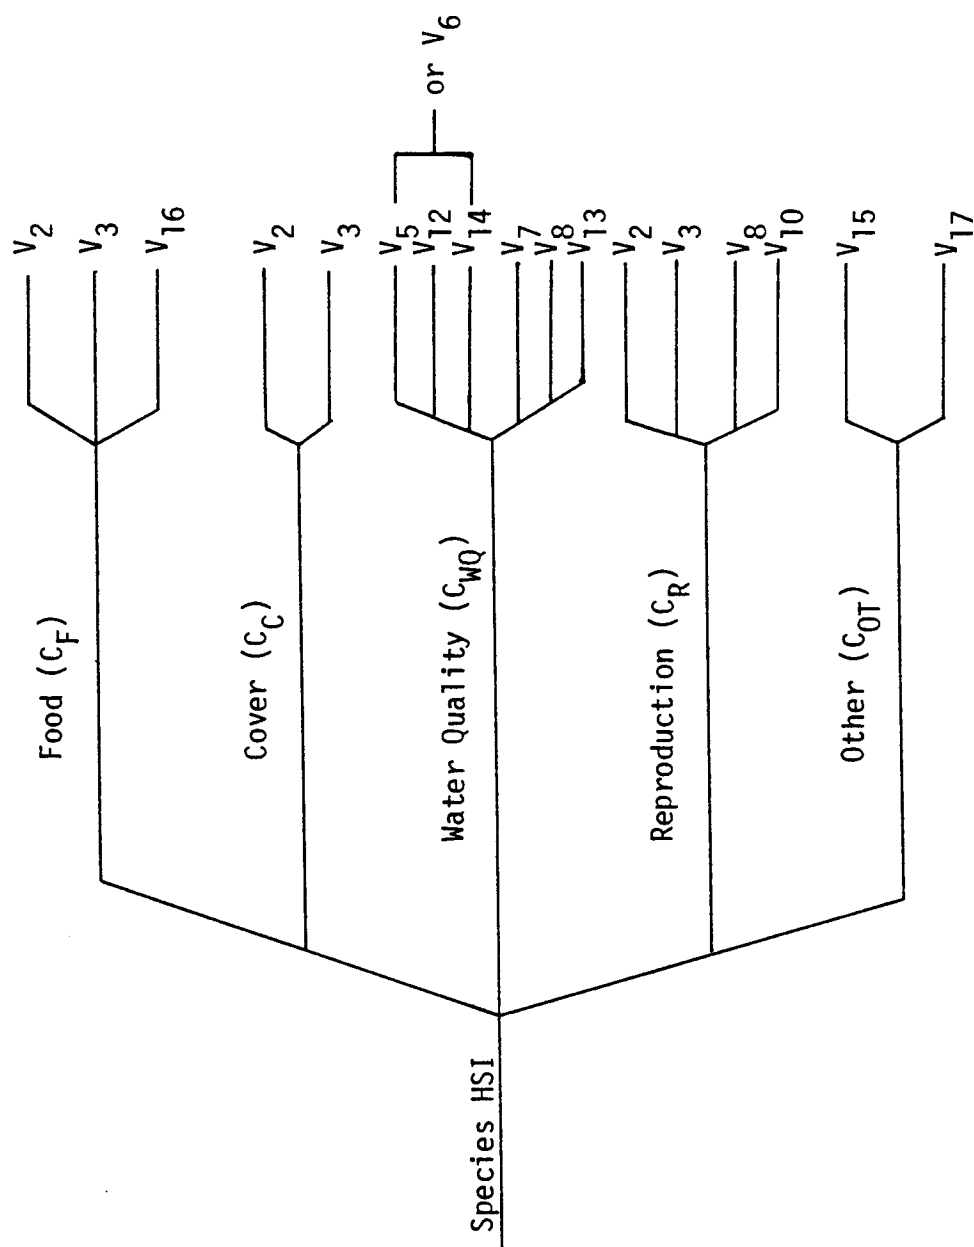 Species HSI
Food (C_F)
V_2
V_3
V_16
Cover (C_C)
V_2
V_3
Water Quality (C_WQ)
V_5
V_12
V_14
or V_6
V_7
V_8
V_13
Reproduction (C_R)
V_2
V_3
V_8
V_10
Other (C_OT)
V_15
V_17